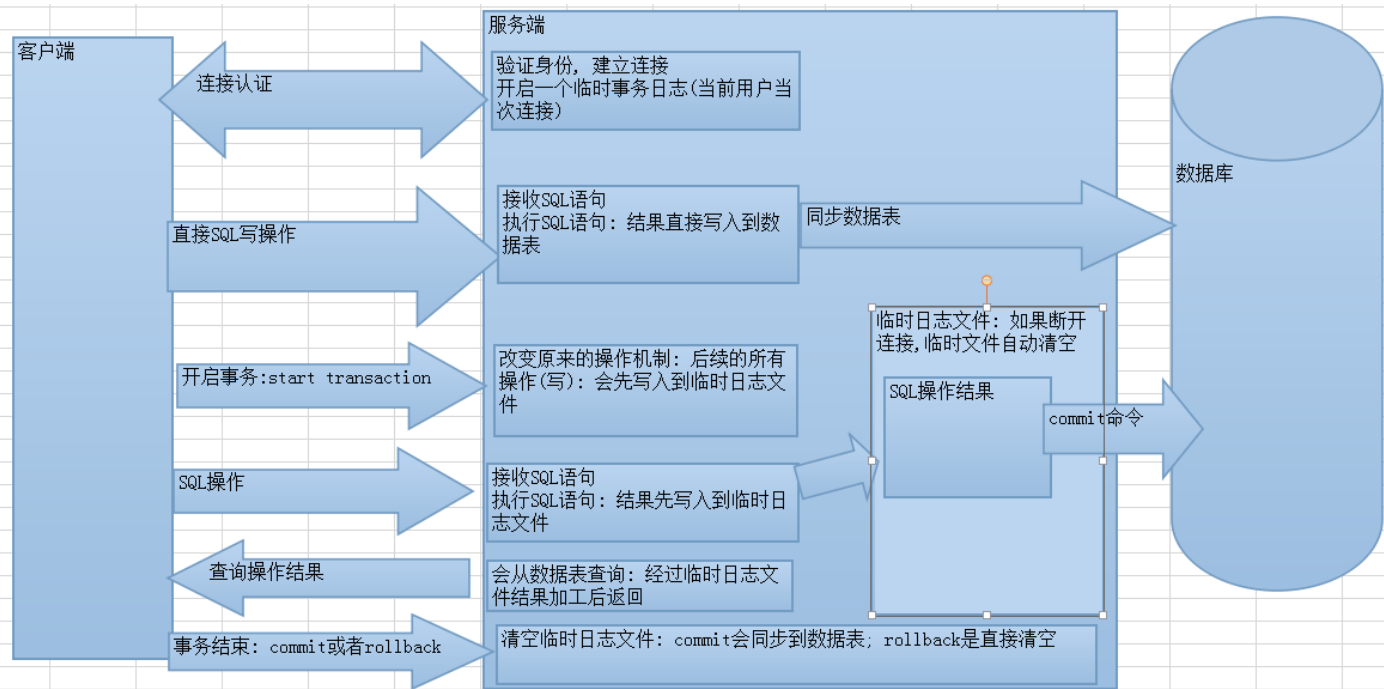 客户端
服务端
连接认证
验证身份, 建立连接
开启一个临时事务日志(当前用户当
次连接)
数据库
直接SQL写操作
接收SQL语句
执行SQL语句: 结果直接写入到数
据表
同步数据表
开启事务:start transaction
改变原来的操作机制: 后续的所有
操作(写): 会先写入到临时日志文
件
临时日志文件: 如果断开
连接,临时文件自动清空
SQL操作结果
commit命令
SQL操作
接收SQL语句
执行SQL语句: 结果先写入到临时日
志文件
查询操作结果
会从数据表查询: 经过临时日志文
件结果加工后返回
事务结束: commit或者rollback
清空临时日志文件: commit会同步到数据表; rollback是直接清空